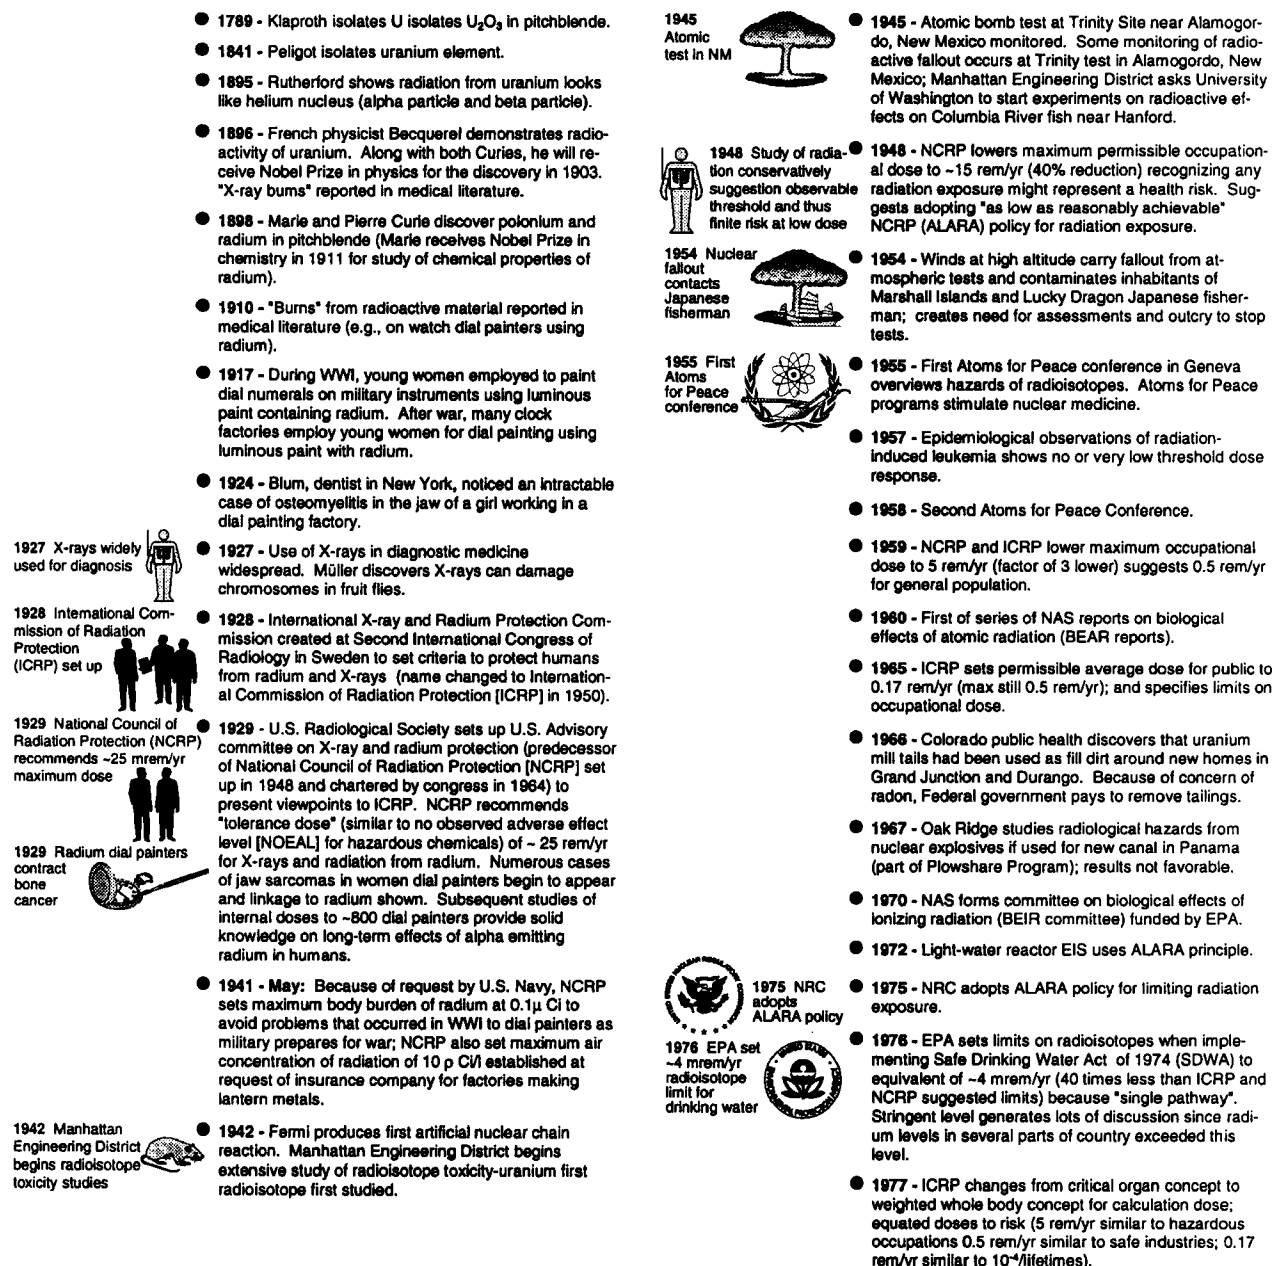 ● 1789 - Klaproth isolates U isolates U₂O₃ in pitchblende.
● 1841 - Peligot isolates uranium element.
● 1895 - Rutherford shows radiation from uranium looks
like helium nucleus (alpha particle and beta particle).
● 1896 - French physicist Becquerel demonstrates radio-
activity of uranium. Along with both Curies, he will re-
ceive Nobel Prize in physics for the discovery in 1903.
"X-ray burns" reported in medical literature.
● 1898 - Marie and Pierre Curie discover polonium and
radium in pitchblende (Marie receives Nobel Prize in
chemistry in 1911 for study of chemical properties of
radium).
● 1910 - "Burns" from radioactive material reported in
medical literature (e.g., on watch dial painters using
radium).
● 1917 - During WWI, young women employed to paint
dial numerals on military instruments using luminous
paint containing radium. After war, many clock
factories employ young women for dial painting using
luminous paint with radium.
● 1924 - Blum, dentist in New York, noticed an intractable
case of osteomyelitis in the jaw of a girl working in a
dial painting factory.
1927 X-rays widely
used for diagnosis
● 1927 - Use of X-rays in diagnostic medicine
widespread. Müller discovers X-rays can damage
chromosomes in fruit flies.
1928 International Com-
mission of Radiation
Protection
(ICRP) set up
● 1928 - International X-ray and Radium Protection Com-
mission created at Second International Congress of
Radiology in Sweden to set criteria to protect humans
from radium and X-rays (name changed to Internation-
al Commission of Radiation Protection [ICRP] in 1950).
1929 National Council of
Radiation Protection (NCRP)
recommends ~25 mrem/yr
maximum dose
● 1929 - U.S. Radiological Society sets up U.S. Advisory
committee on X-ray and radium protection (predecessor
of National Council of Radiation Protection [NCRP] set
up in 1948 and chartered by congress in 1964) to
present viewpoints to ICRP. NCRP recommends
"tolerance dose" (similar to no observed adverse effect
level [NOEAL] for hazardous chemicals) of ~ 25 rem/yr
for X-rays and radiation from radium. Numerous cases
of jaw sarcomas in women dial painters begin to appear
and linkage to radium shown. Subsequent studies of
internal doses to ~800 dial painters provide solid
knowledge on long-term effects of alpha emitting
radium in humans.
1929 Radium dial painters
contract
bone
cancer
● 1941 - May: Because of request by U.S. Navy, NCRP
sets maximum body burden of radium at 0.1µ Ci to
avoid problems that occurred in WWI to dial painters as
military prepares for war; NCRP also set maximum air
concentration of radiation of 10 p Ci/l established at
request of insurance company for factories making
lantern metals.
1942 Manhattan
Engineering District
begins radioisotope
toxicity studies
● 1942 - Fermi produces first artificial nuclear chain
reaction. Manhattan Engineering District begins
extensive study of radioisotope toxicity-uranium first
radioisotope first studied.
1945
Atomic
test in NM
● 1945 - Atomic bomb test at Trinity Site near Alamogor-
do, New Mexico monitored. Some monitoring of radio-
active fallout occurs at Trinity test in Alamogordo, New
Mexico; Manhattan Engineering District asks University
of Washington to start experiments on radioactive ef-
fects on Columbia River fish near Hanford.
1948 Study of radia-
tion conservatively
suggestion observable
threshold and thus
finite risk at low dose
● 1948 - NCRP lowers maximum permissible occupation-
al dose to ~15 rem/yr (40% reduction) recognizing any
radiation exposure might represent a health risk. Sug-
gests adopting "as low as reasonably achievable"
NCRP (ALARA) policy for radiation exposure.
1954 Nuclear
fallout
contacts
Japanese
fisherman
● 1954 - Winds at high altitude carry fallout from at-
mospheric tests and contaminates inhabitants of
Marshall Islands and Lucky Dragon Japanese fisher-
man; creates need for assessments and outcry to stop
tests.
1955 First
Atoms
for Peace
conference
● 1955 - First Atoms for Peace conference in Geneva
overviews hazards of radioisotopes. Atoms for Peace
programs stimulate nuclear medicine.
● 1957 - Epidemiological observations of radiation-
induced leukemia shows no or very low threshold dose
response.
● 1958 - Second Atoms for Peace Conference.
● 1959 - NCRP and ICRP lower maximum occupational
dose to 5 rem/yr (factor of 3 lower) suggests 0.5 rem/yr
for general population.
● 1960 - First of series of NAS reports on biological
effects of atomic radiation (BEAR reports).
● 1965 - ICRP sets permissible average dose for public to
0.17 rem/yr (max still 0.5 rem/yr); and specifies limits on
occupational dose.
● 1966 - Colorado public health discovers that uranium
mill tails had been used as fill dirt around new homes in
Grand Junction and Durango. Because of concern of
radon, Federal government pays to remove tailings.
● 1967 - Oak Ridge studies radiological hazards from
nuclear explosives if used for new canal in Panama
(part of Plowshare Program); results not favorable.
● 1970 - NAS forms committee on biological effects of
ionizing radiation (BEIR committee) funded by EPA.
● 1972 - Light-water reactor EIS uses ALARA principle.
1975 NRC
adopts
ALARA policy
● 1975 - NRC adopts ALARA policy for limiting radiation
exposure.
1976 EPA set
~4 mrem/yr
radioisotope
limit for
drinking water
● 1976 - EPA sets limits on radioisotopes when imple-
menting Safe Drinking Water Act of 1974 (SDWA) to
equivalent of ~4 mrem/yr (40 times less than ICRP and
NCRP suggested limits) because "single pathway".
Stringent level generates lots of discussion since radi-
um levels in several parts of country exceeded this
level.
● 1977 - ICRP changes from critical organ concept to
weighted whole body concept for calculation dose;
equated doses to risk (5 rem/yr similar to hazardous
occupations 0.5 rem/yr similar to safe industries; 0.17
rem/yr similar to 10⁻⁴/lifetimes).